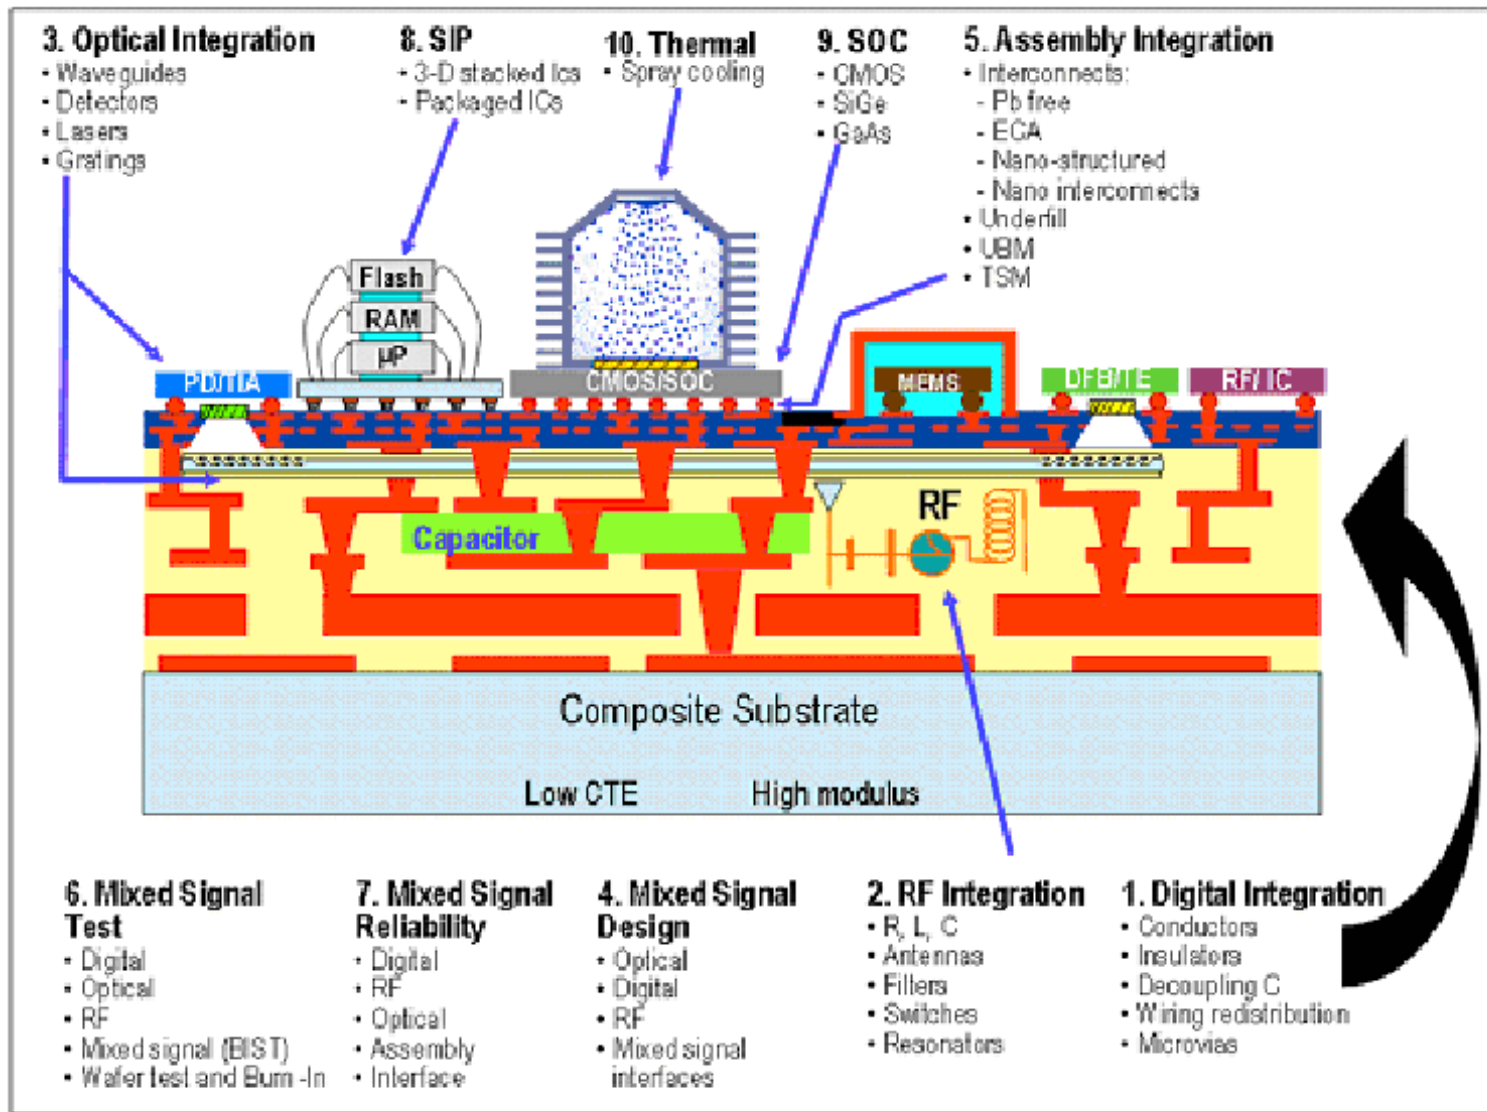 3. Optical Integration
• Waveguides
• Detectors
• Lasers
• Gratings
8. SIP
• 3-D stacked Ics
• Packaged ICs
10. Thermal
• Spray cooling
9. SOC
• CMOS
• SiGe
• GaAs
5. Assembly Integration
• Interconnects:
- Pb free
- ECA
- Nano-structured
- Nano interconnects
• Underfill
• UBM
• TSM
Flash
RAM
µP
PD/TIA
CMOS/SOC
MEMS
DFB/TE
RF/ IC
Capacitor
RF
Composite Substrate
Low CTE
High modulus
6. Mixed Signal
Test
• Digital
• Optical
• RF
• Mixed signal (BIST)
• Wafer test and Burn -In
7. Mixed Signal
Reliability
• Digital
• RF
• Optical
• Assembly
• Interface
4. Mixed Signal
Design
• Optical
• Digital
• RF
• Mixed signal
interfaces
2. RF Integration
• R, L, C
• Antennas
• Fillers
• Switches
• Resonators
1. Digital Integration
• Conductors
• Insulators
• Decoupling C
• Wiring redistribution
• Microvias